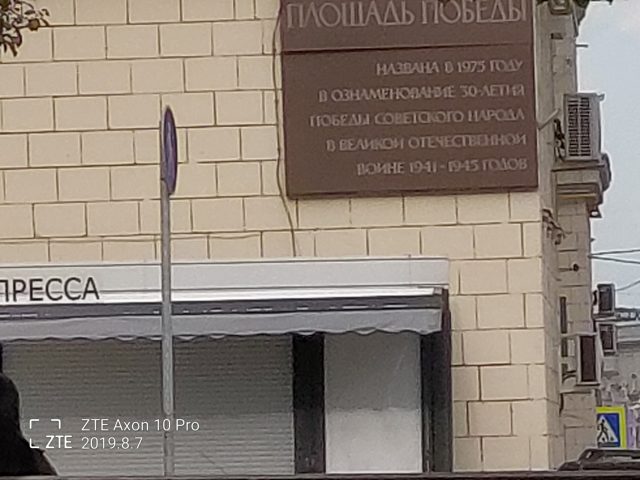 ПЛОЩАДЬ ПОБЕДЫ
НАЗВАНА В 1975 ГОДУ
В ОЗНАМЕНОВАНИЕ 30-ЛЕТИЯ
ПОБЕДЫ СОВЕТСКОГО НАРОДА
В ВЕЛИКОЙ ОТЕЧЕСТВЕННОЙ
ВОЙНЕ 1941-1945 ГОДОВ
ПРЕССА
ZTE Axon 10 Pro
ZTE 2019.8.7